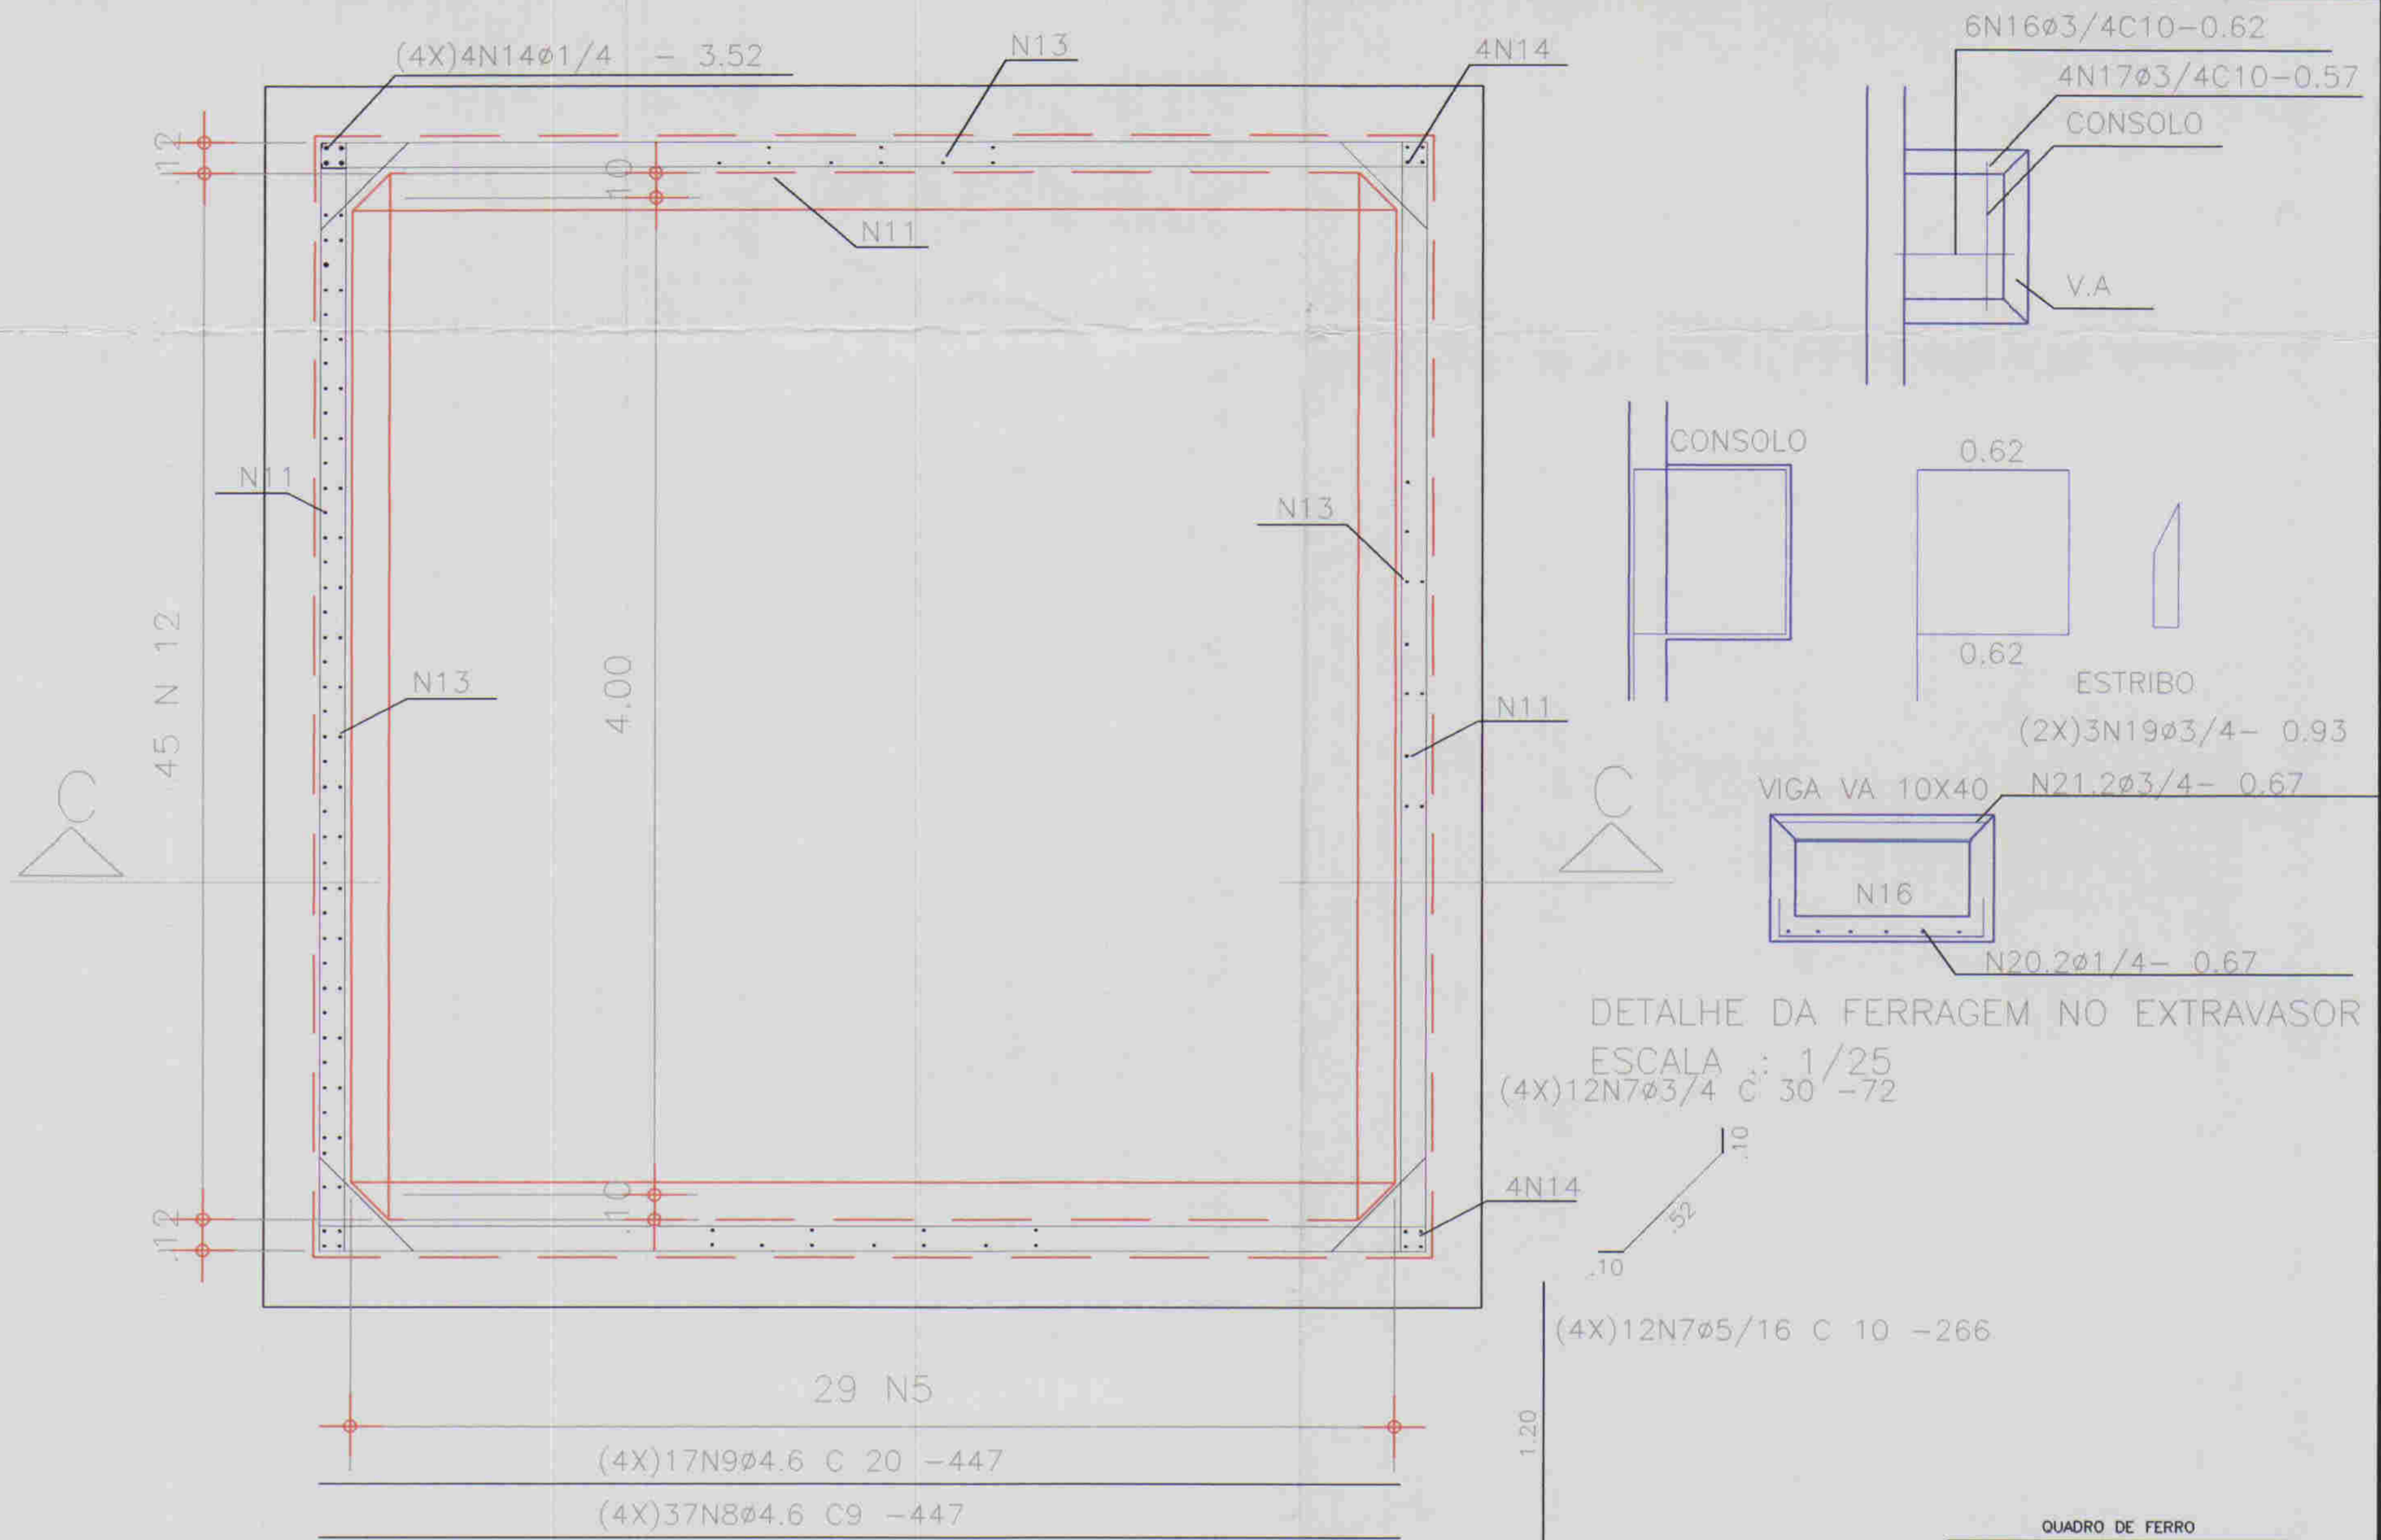 (4X)4N14ø1/4 - 3.52
N13
4N14
6N16ø3/4C10-0.62
4N17ø3/4C10-0.57
CONSOLO
V.A
.12
.10
N11
CONSOLO
0.62
0.62
N11
N13
45 N 12
N13
4.00
N11
ESTRIBO
(2X)3N19ø3/4- 0.93
C
C
VIGA VA 10X40
N21.2ø3/4- 0.67
N16
N20.2ø1/4- 0.67
DETALHE DA FERRAGEM NO EXTRAVASOR
ESCALA .: 1/25
(4X)12N7ø3/4 C 30 -72
.10
.52
.10
.12
.10
4N14
(4X)12N7ø5/16 C 10 -266
1.20
29 N5
(4X)17N9ø4.6 C 20 -447
(4X)37N8ø4.6 C9 -447
QUADRO DE FERRO